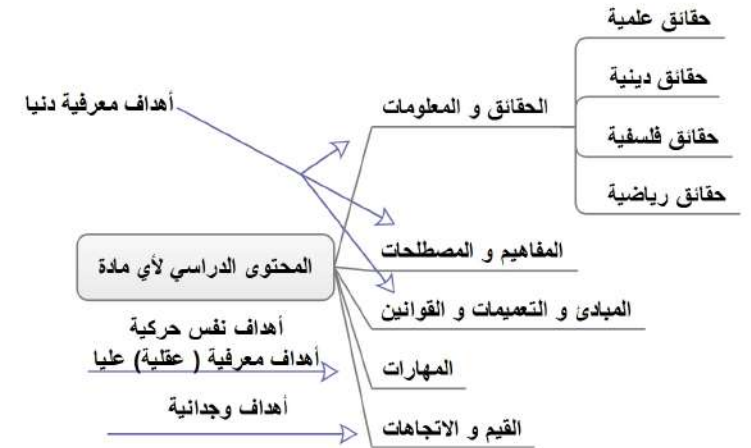 حقائق علمية
حقائق دينية
أهداف معرفية دنيا
الحقائق و المعلومات
حقائق فلسفية
حقائق رياضية
المفاهيم و المصطلحات
المحتوى الدراسي لأي مادة
المبادئ و التعميمات و القوانين
أهداف نفس حركية
أهداف معرفية ( عقلية) عليا
المهارات
أهداف وجدانية
القيم و الاتجاهات